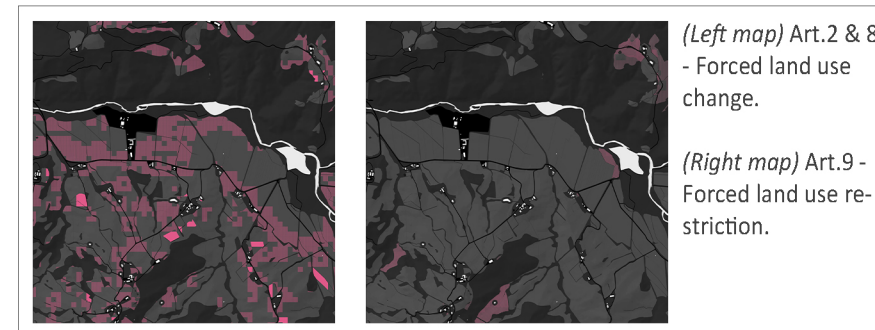 (Left map) Art.2 & 8
- Forced land use
change.
(Right map) Art.9 -
Forced land use re-
striction.